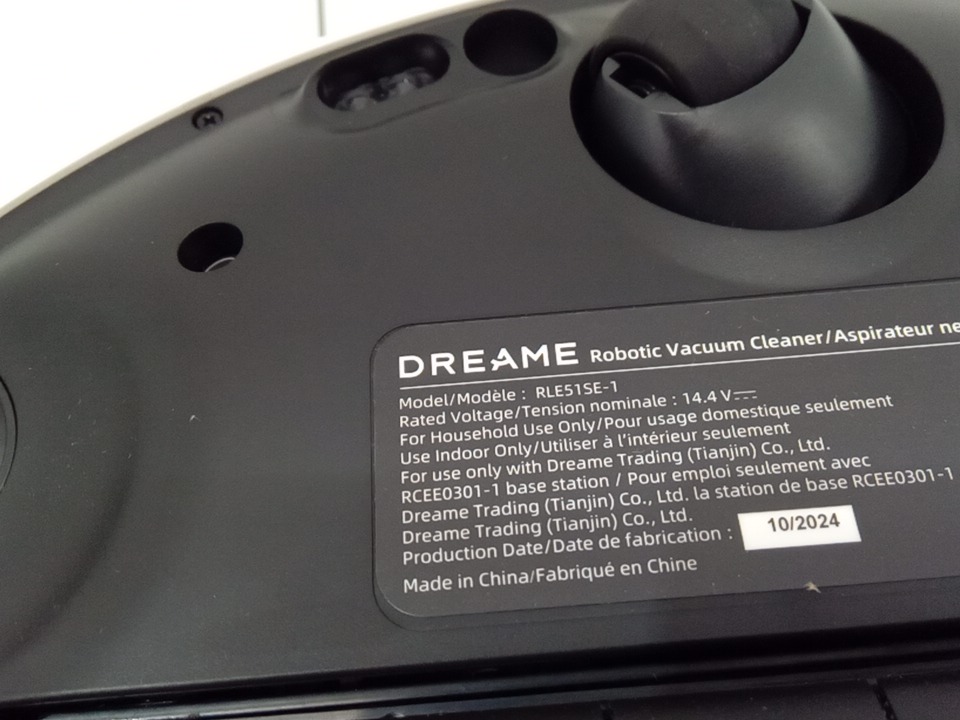 DREAME Robotic Vacuum Cleaner/Aspirateur
Model/Modèle : RLE51SE-1
Rated Voltage/Tension nominale : 14.4 V⎓
For Household Use Only/Pour usage domestique seulement
Use Indoor Only/Utiliser à l'intérieur seulement
For use only with Dreame Trading (Tianjin) Co., Ltd.
RCEE0301-1 base station / Pour emploi seulement avec
Dreame Trading (Tianjin) Co., Ltd. la station de base RCEE0301-1
Dreame Trading (Tianjin) Co., Ltd.
Production Date/Date de fabrication : 10/2024
Made in China/Fabriqué en Chine